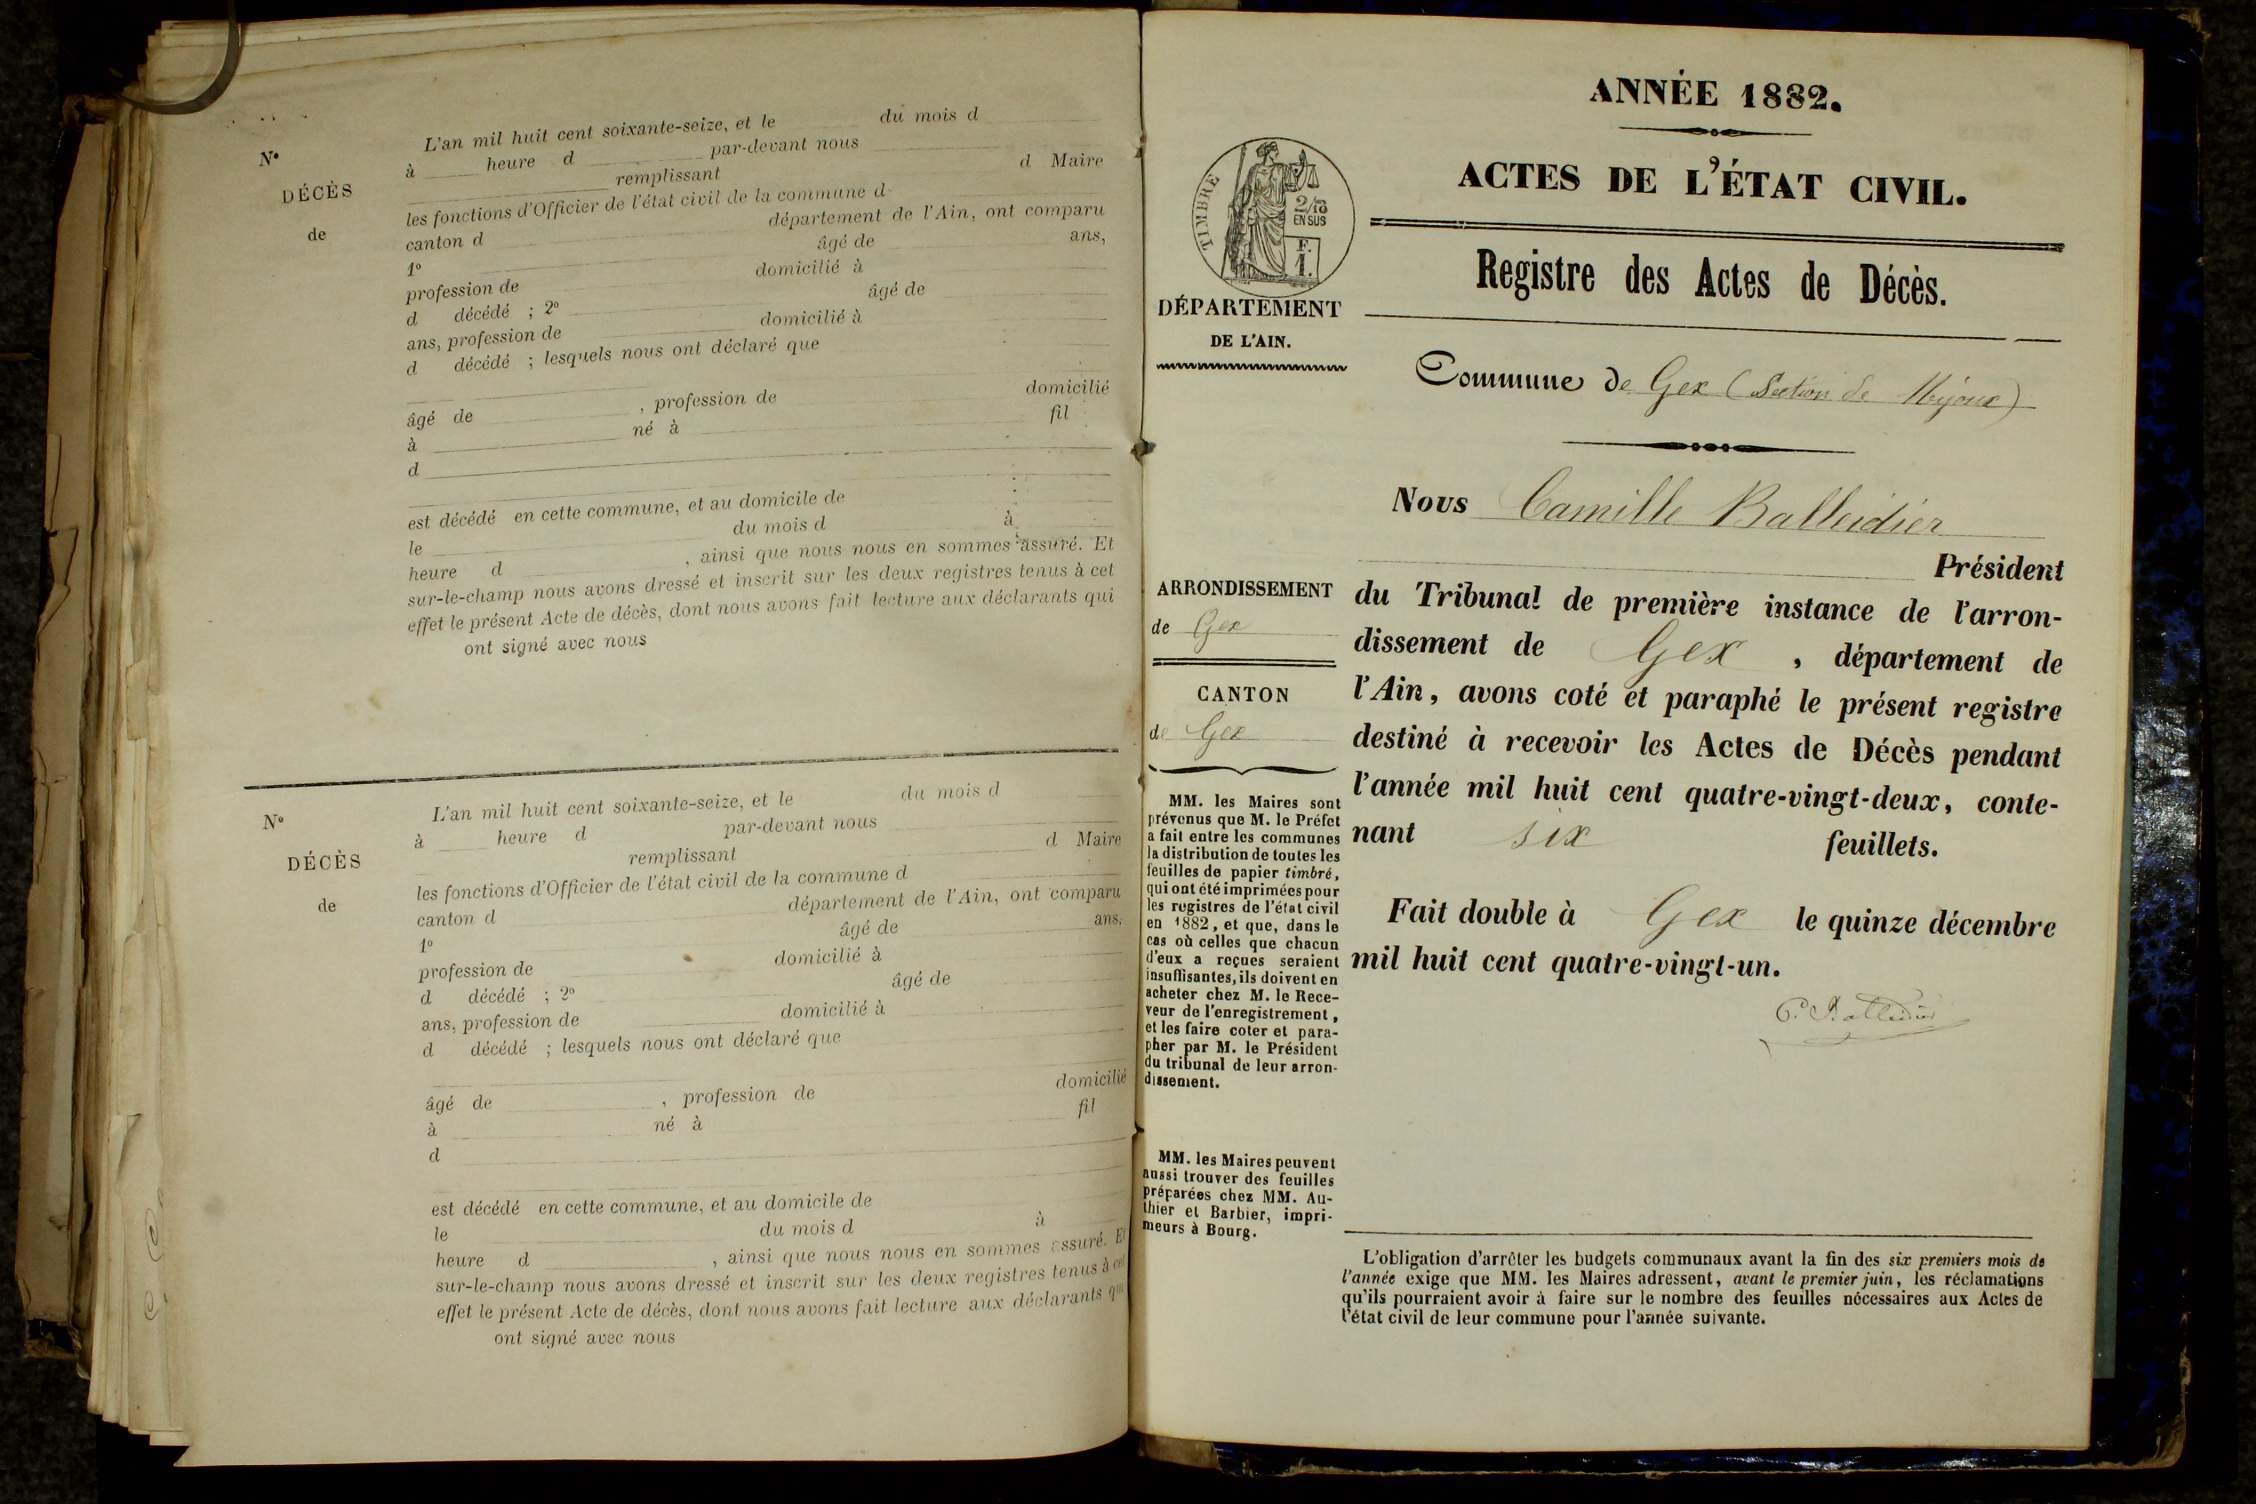 L'an mil huit cent soixante-seize, et le du mois d
N°
à heure d par-devant nous
remplissant d Maire
DÉCÈS
les fonctions d'Officier de l'état civil de la commune d
de
canton d département de l'Ain, ont comparu
1° âgé de ans,
profession de domicilié à
d décédé ; 2° âgé de
ans, profession de domicilié à
d décédé ; lesquels nous ont déclaré que
âgé de , profession de domicilié
à né à fil
d
est décédé en cette commune, et au domicile de
le du mois d à
heure d , ainsi que nous nous en sommes assuré. Et
sur-le-champ nous avons dressé et inscrit sur les deux registres tenus à cet
effet le présent Acte de décès, dont nous avons fait lecture aux déclarants qui
ont signé avec nous
L'an mil huit cent soixante-seize, et le du mois d
N°
à heure d par-devant nous
remplissant d Maire
DÉCÈS
les fonctions d'Officier de l'état civil de la commune d
de
canton d département de l'Ain, ont comparu
1° âgé de ans,
profession de domicilié à
d décédé ; 2° âgé de
ans, profession de domicilié à
d décédé ; lesquels nous ont déclaré que
âgé de , profession de domicilié
à né à fil
d
est décédé en cette commune, et au domicile de
le du mois d à
heure d , ainsi que nous nous en sommes assuré. Et
sur-le-champ nous avons dressé et inscrit sur les deux registres tenus à cet
effet le présent Acte de décès, dont nous avons fait lecture aux déclarants qui
ont signé avec nous
ANNÉE 1882.
ACTES DE L'ÉTAT CIVIL.
TIMBRE
2/10
EN SUS
F.
1.
DÉPARTEMENT
DE L'AIN.
Registre des Actes de Décès.
Commune de Gex (Section de Mijoux)
Nous Camille Balleidier
Président
du Tribunal de première instance de l'arron-
dissement de Gex , département de
l'Ain, avons coté et paraphé le présent registre
destiné à recevoir les Actes de Décès pendant
l'année mil huit cent quatre-vingt-deux, conte-
nant six feuillets.
Fait double à Gex le quinze décembre
mil huit cent quatre-vingt-un.
C. Balleidier
ARRONDISSEMENT
de Gex
CANTON
de Gex
MM. les Maires sont
prévenus que M. le Préfet
a fait entre les communes
la distribution de toutes les
feuilles de papier timbré,
qui ont été imprimées pour
les registres de l'état civil
en 1882, et que, dans le
cas où celles que chacun
d'eux a reçues seraient
insuffisantes, ils doivent en
acheter chez M. le Rece-
veur de l'enregistrement,
et les faire coter et para-
pher par M. le Président
du tribunal de leur arron-
dissement.
MM. les Maires peuvent
aussi trouver des feuilles
préparées chez MM. Au-
thier et Barbier, impri-
meurs à Bourg.
L'obligation d'arrêter les budgets communaux avant la fin des six premiers mois de
l'année exige que MM. les Maires adressent, avant le premier juin, les réclamations
qu'ils pourraient avoir à faire sur le nombre des feuilles nécessaires aux Actes de
l'état civil de leur commune pour l'année suivante.